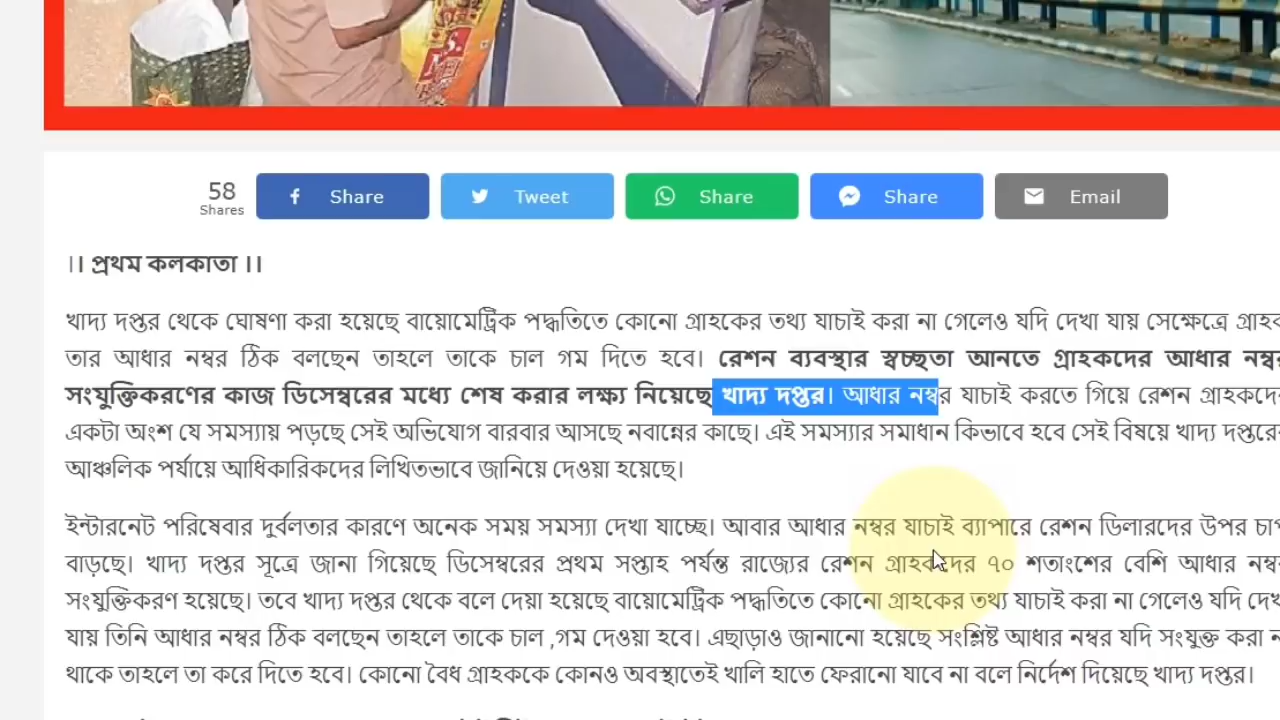 58
Shares
Share
Tweet
Share
Share
Email
।। প্রথম কলকাতা ।।
খাদ্য দপ্তর থেকে ঘোষণা করা হয়েছে বায়োমেট্রিক পদ্ধতিতে কোনো গ্রাহকের তথ্য যাচাই করা না গেলেও যদি দেখা যায় সেক্ষেত্রে
তার আধার নম্বর ঠিক বলছেন তাহলে তাকে চাল গম দিতে হবে। রেশন ব্যবস্থার স্বচ্ছতা আনতে গ্রাহকদের আধার নম্বর
সংযুক্তিকরণের কাজ ডিসেম্বরের মধ্যে শেষ করার লক্ষ্য নিয়েছে খাদ্য দপ্তর। আধার নম্বর যাচাই করতে গিয়ে রেশন গ্রাহকদের
একটা অংশ যে সমস্যায় পড়ছে সেই অভিযোগ বারবার আসছে নবান্নের কাছে। এই সমস্যার সমাধান কিভাবে হবে সেই বিষয়ে খাদ্য দপ্তরের
আঞ্চলিক পর্যায়ে আধিকারিকদের লিখিতভাবে জানিয়ে দেওয়া হয়েছে।
ইন্টারনেট পরিষেবার দুর্বলতার কারণে অনেক সময় সমস্যা দেখা যাচ্ছে। আবার আধার নম্বর যাচাই ব্যাপারে রেশন ডিলারদের উপর চাপ
বাড়ছে। খাদ্য দপ্তর সূত্রে জানা গিয়েছে ডিসেম্বরের প্রথম সপ্তাহ পর্যন্ত রাজ্যের রেশন গ্রাহকদের ৭০ শতাংশের বেশি আধার নম্বর
সংযুক্তিকরণ হয়েছে। তবে খাদ্য দপ্তর থেকে বলে দেয়া হয়েছে বায়োমেট্রিক পদ্ধতিতে কোনো গ্রাহকের তথ্য যাচাই করা না গেলেও যদি দেখা
যায় তিনি আধার নম্বর ঠিক বলছেন তাহলে তাকে চাল ,গম দেওয়া হবে। এছাড়াও জানানো হয়েছে সংশ্লিষ্ট আধার নম্বর যদি সংযুক্ত করা না
থাকে তাহলে তা করে দিতে হবে। কোনো বৈধ গ্রাহককে কোনও অবস্থাতেই খালি হাতে ফেরানো যাবে না বলে নির্দেশ দিয়েছে খাদ্য দপ্তর।